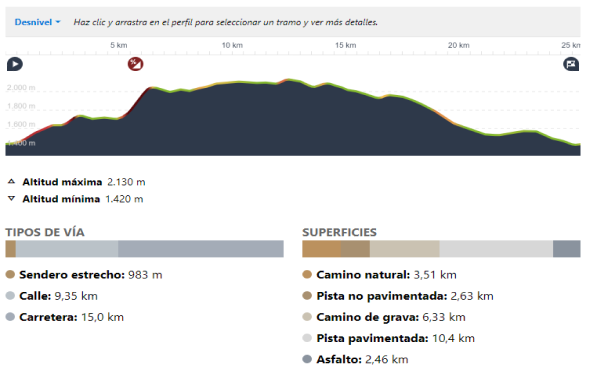 Desnivel Haz clic y arrastra en el perfil para seleccionar un tramo y ver más detalles.
5 km 10 km 15 km 20 km 25 km
2.000 m
1.800 m
1.600 m
1.400 m
Altitud máxima 2.130 m
Altitud mínima 1.420 m
TIPOS DE VÍA
Sendero estrecho: 983 m
Calle: 9,35 km
Carretera: 15,0 km
SUPERFICIES
Camino natural: 3,51 km
Pista no pavimentada: 2,63 km
Camino de grava: 6,33 km
Pista pavimentada: 10,4 km
Asfalto: 2,46 km